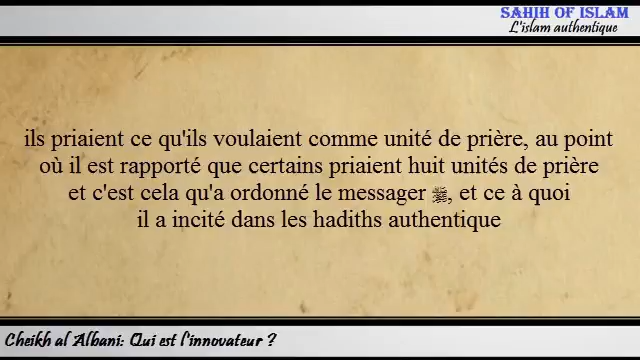 SAHIH OF ISLAM
L'islam authentique
ils priaient ce qu'ils voulaient comme unité de prière, au point
où il est rapporté que certains priaient huit unités de prière
et c'est cela qu'a ordonné le messager ﷺ, et ce à quoi
il a incité dans les hadiths authentique
Cheikh al Albani: Qui est l'innovateur ?